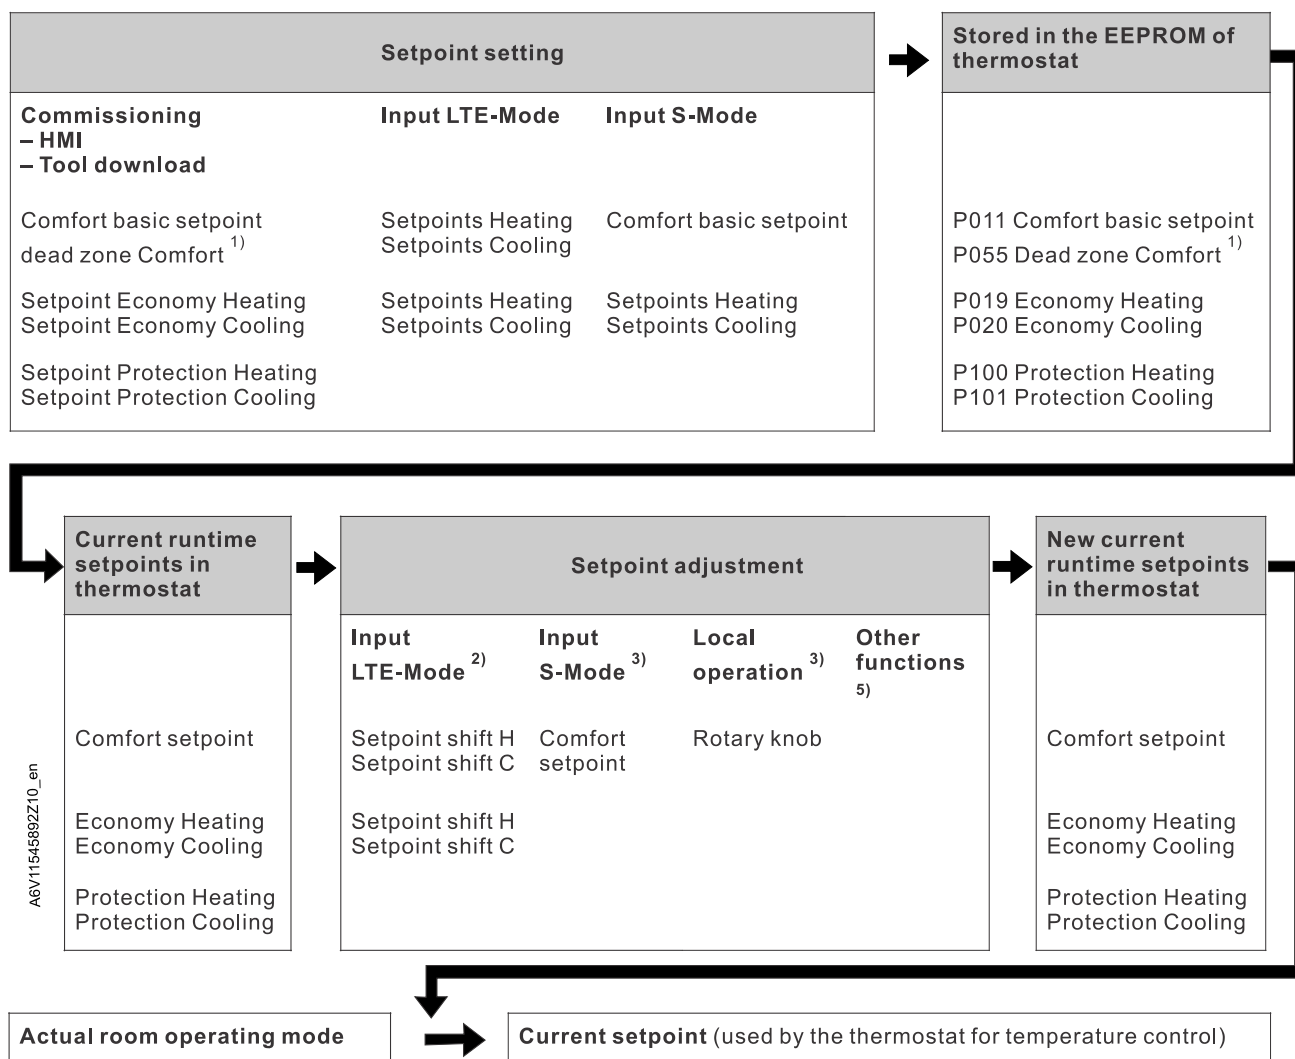 Setpoint setting
Stored in the EEPROM of
thermostat
Commissioning
– HMI
– Tool download
Input LTE-Mode
Input S-Mode
Comfort basic setpoint
dead zone Comfort 1)
Setpoints Heating
Setpoints Cooling
Comfort basic setpoint
P011 Comfort basic setpoint
P055 Dead zone Comfort 1)
Setpoint Economy Heating
Setpoint Economy Cooling
Setpoints Heating
Setpoints Cooling
Setpoints Heating
Setpoints Cooling
P019 Economy Heating
P020 Economy Cooling
Setpoint Protection Heating
Setpoint Protection Cooling
P100 Protection Heating
P101 Protection Cooling
Current runtime
setpoints in
thermostat
Setpoint adjustment
New current
runtime setpoints
in thermostat
Input
LTE-Mode 2)
Input
S-Mode 3)
Local
operation 3)
Other
functions
5)
Comfort setpoint
Setpoint shift H
Setpoint shift C
Comfort
setpoint
Rotary knob
Comfort setpoint
Economy Heating
Economy Cooling
Setpoint shift H
Setpoint shift C
Economy Heating
Economy Cooling
Protection Heating
Protection Cooling
Protection Heating
Protection Cooling
A6V11545892Z10_en
Actual room operating mode
Current setpoint (used by the thermostat for temperature control)